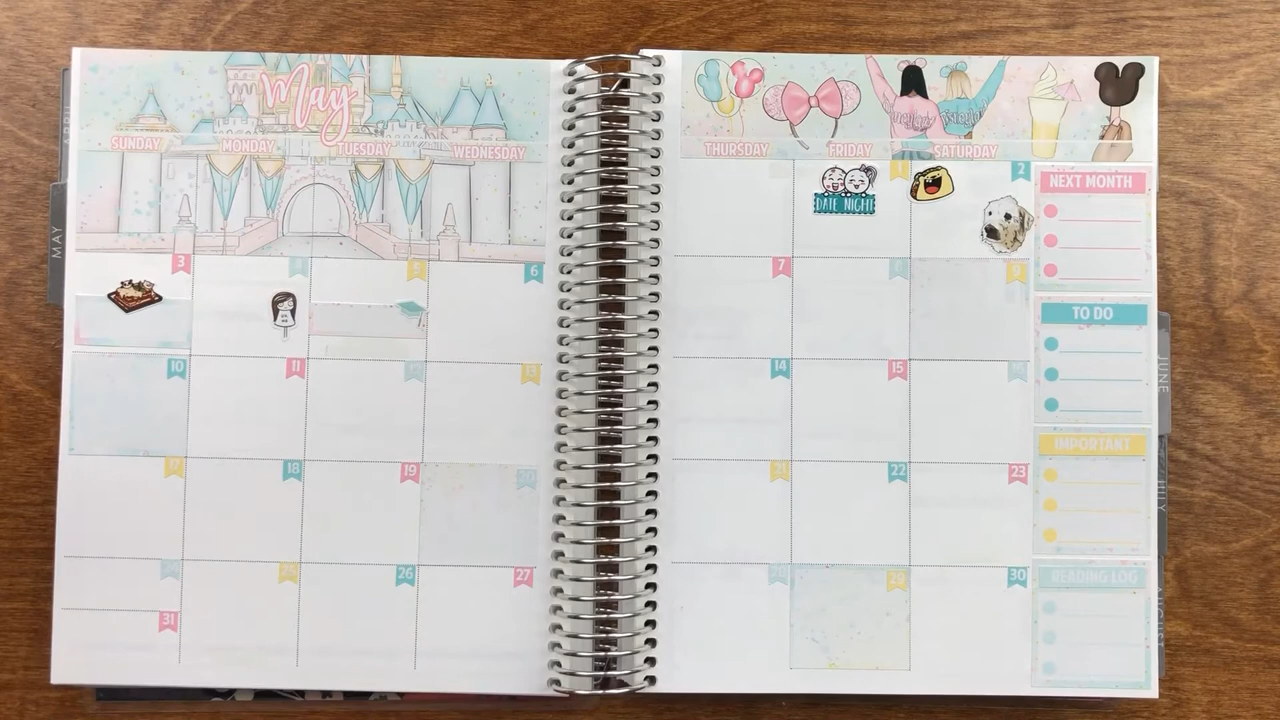 May
SUNDAY MONDAY TUESDAY WEDNESDAY THURSDAY FRIDAY SATURDAY
1 2
DATE NIGHT
NEXT MONTH
3 4 5 6 7 8 9
TO DO
10 11 12 13 14 15 16
IMPORTANT
17 18 19 20 21 22 23
24 25 26 27 28 29 30
READING LOG
31
MAY
JUNE
JULY
AUGUST
APRIL